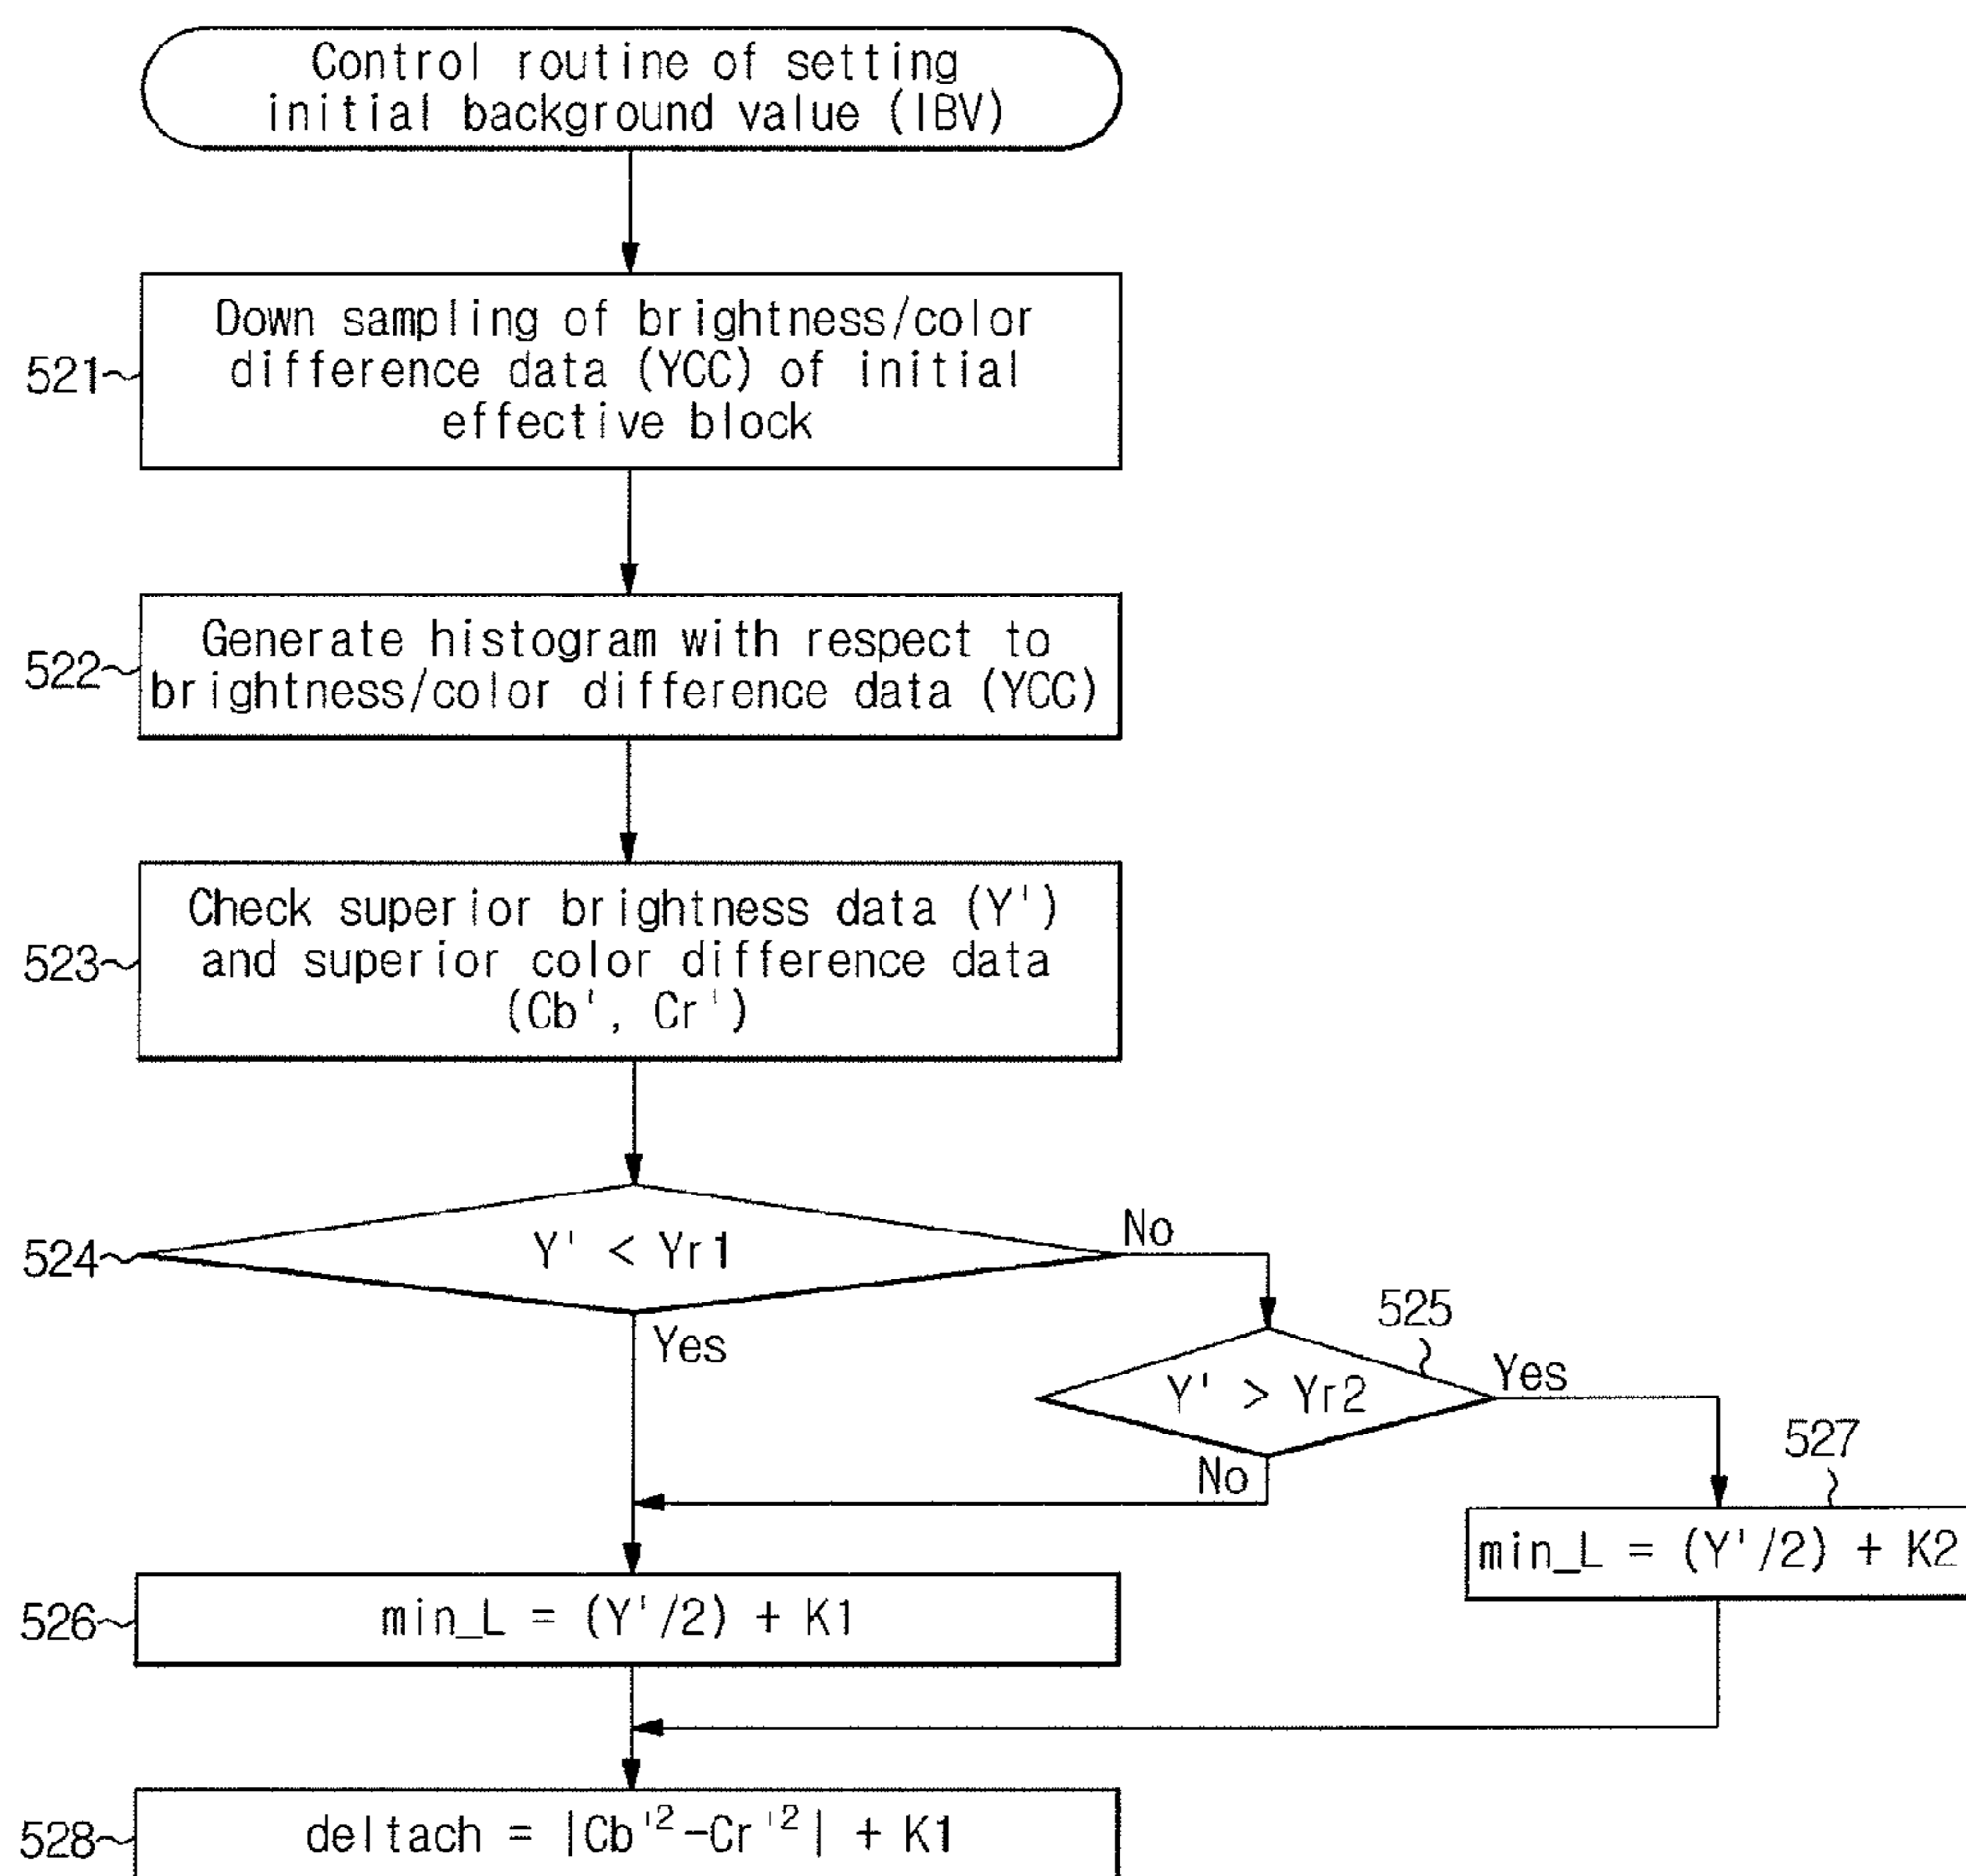 Control routine of setting
initial background value (IBV)
521
Down sampling of brightness/color
difference data (YCC) of initial
effective block
522
Generate histogram with respect to
brightness/color difference data (YCC)
523
Check superior brightness data (Y')
and superior color difference data
(Cb', Cr')
524
Y' < Yr1
No
Yes
525
Y' > Yr2
Yes
No
527
min_L = (Y'/2) + K2
526
min_L = (Y'/2) + K1
528
deltach = |Cb'²-Cr'²| + K1